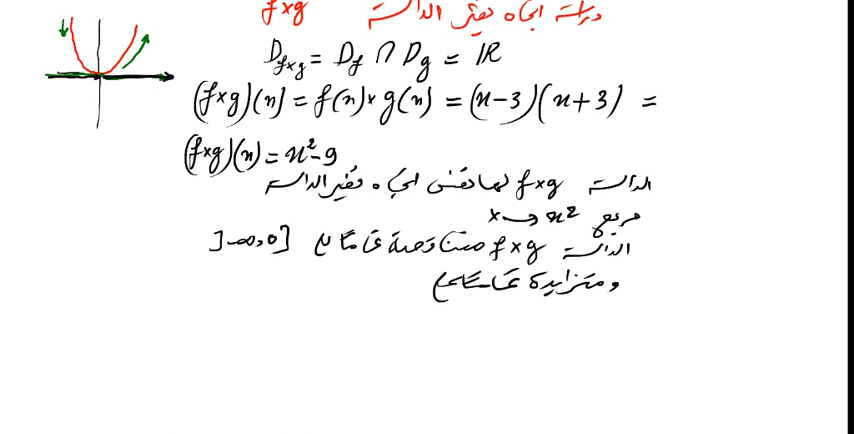 دراسة اتجاه تغير الدالة f×g
D_{f×g} = D_f ∩ D_g = ℝ
(f×g)(x) = f(x) × g(x) = (x-3)(x+3) =
(f×g)(x) = x² - 9
الدالة f×g لها نفس اتجاه تغير الدالة
مربع x → x²
الدالة f×g متناقصة تماما على ]-∞, 0]
ومتزايدة تماما على